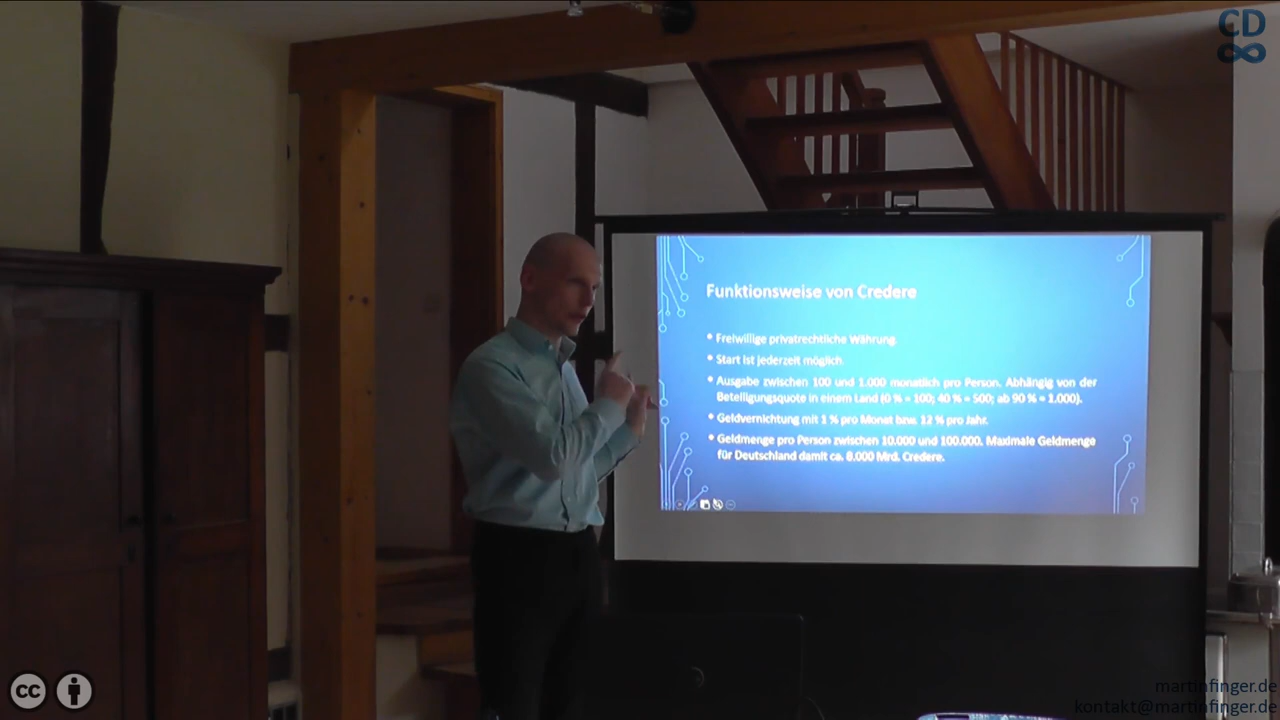 CD
Funktionsweise von Credere
• Freiwillige privatrechtliche Währung.
• Start ist jederzeit möglich.
• Ausgabe zwischen 100 und 1.000 monatlich pro Person. Abhängig von der
Beteiligungsquote in einem Land (0 % = 100; 40 % = 500; ab 90 % = 1.000).
• Geldvernichtung mit 1 % pro Monat bzw. 12 % pro Jahr.
• Geldmenge pro Person zwischen 10.000 und 100.000. Maximale Geldmenge
für Deutschland damit ca. 8.000 Mrd. Credere.
cc
martinfinger.de
kontakt@martinfinger.de